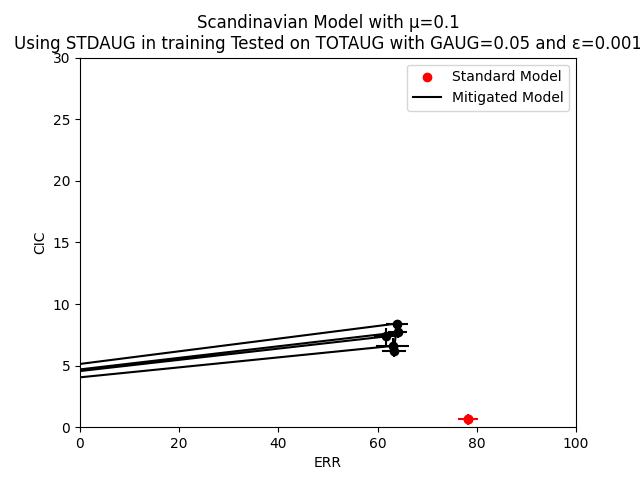 Scandinavian Model with μ=0.1
Using STDAUG in training Tested on TOTAUG with GAUG=0.05 and ε=0.001
30
25
20
15
10
5
0
CIC
Standard Model
Mitigated Model
0 20 40 60 80 100
ERR